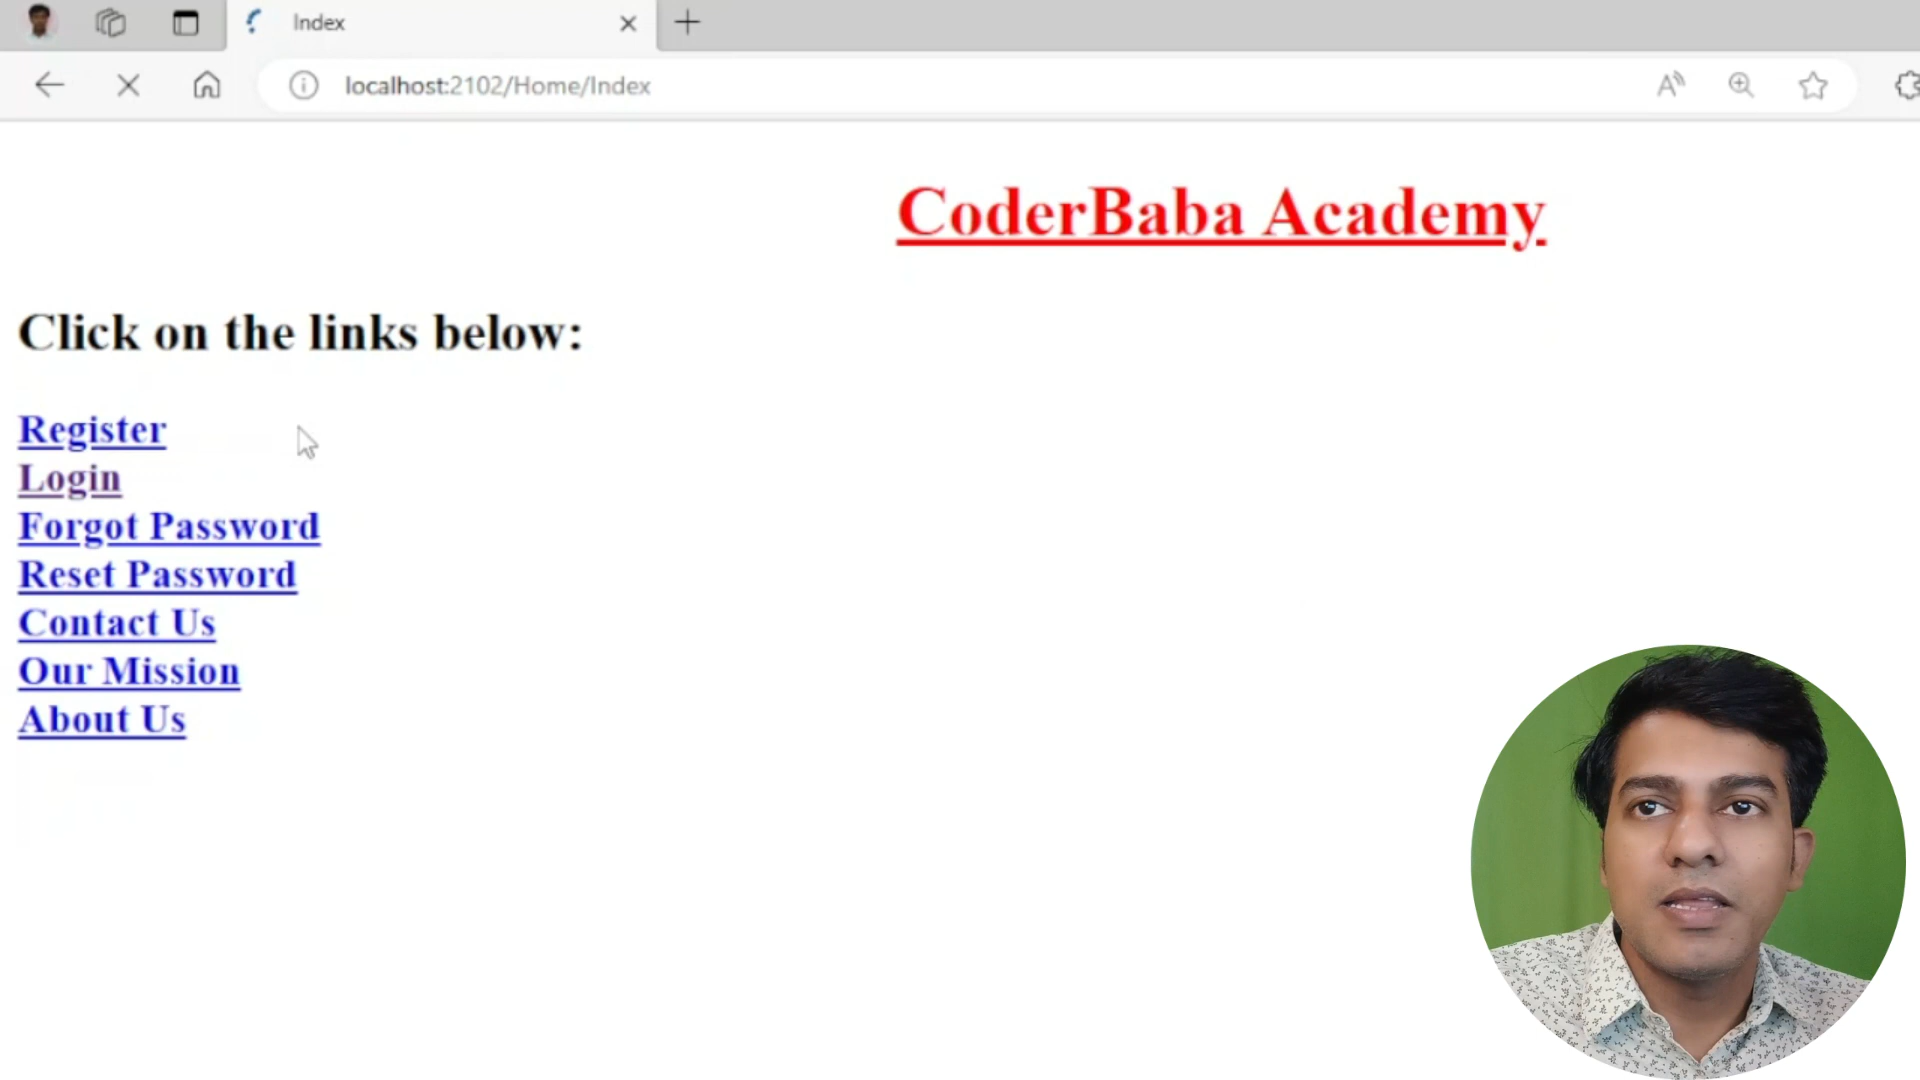 Index
localhost:2102/Home/Index
CoderBaba Academy
Click on the links below:
Register
Login
Forgot Password
Reset Password
Contact Us
Our Mission
About Us